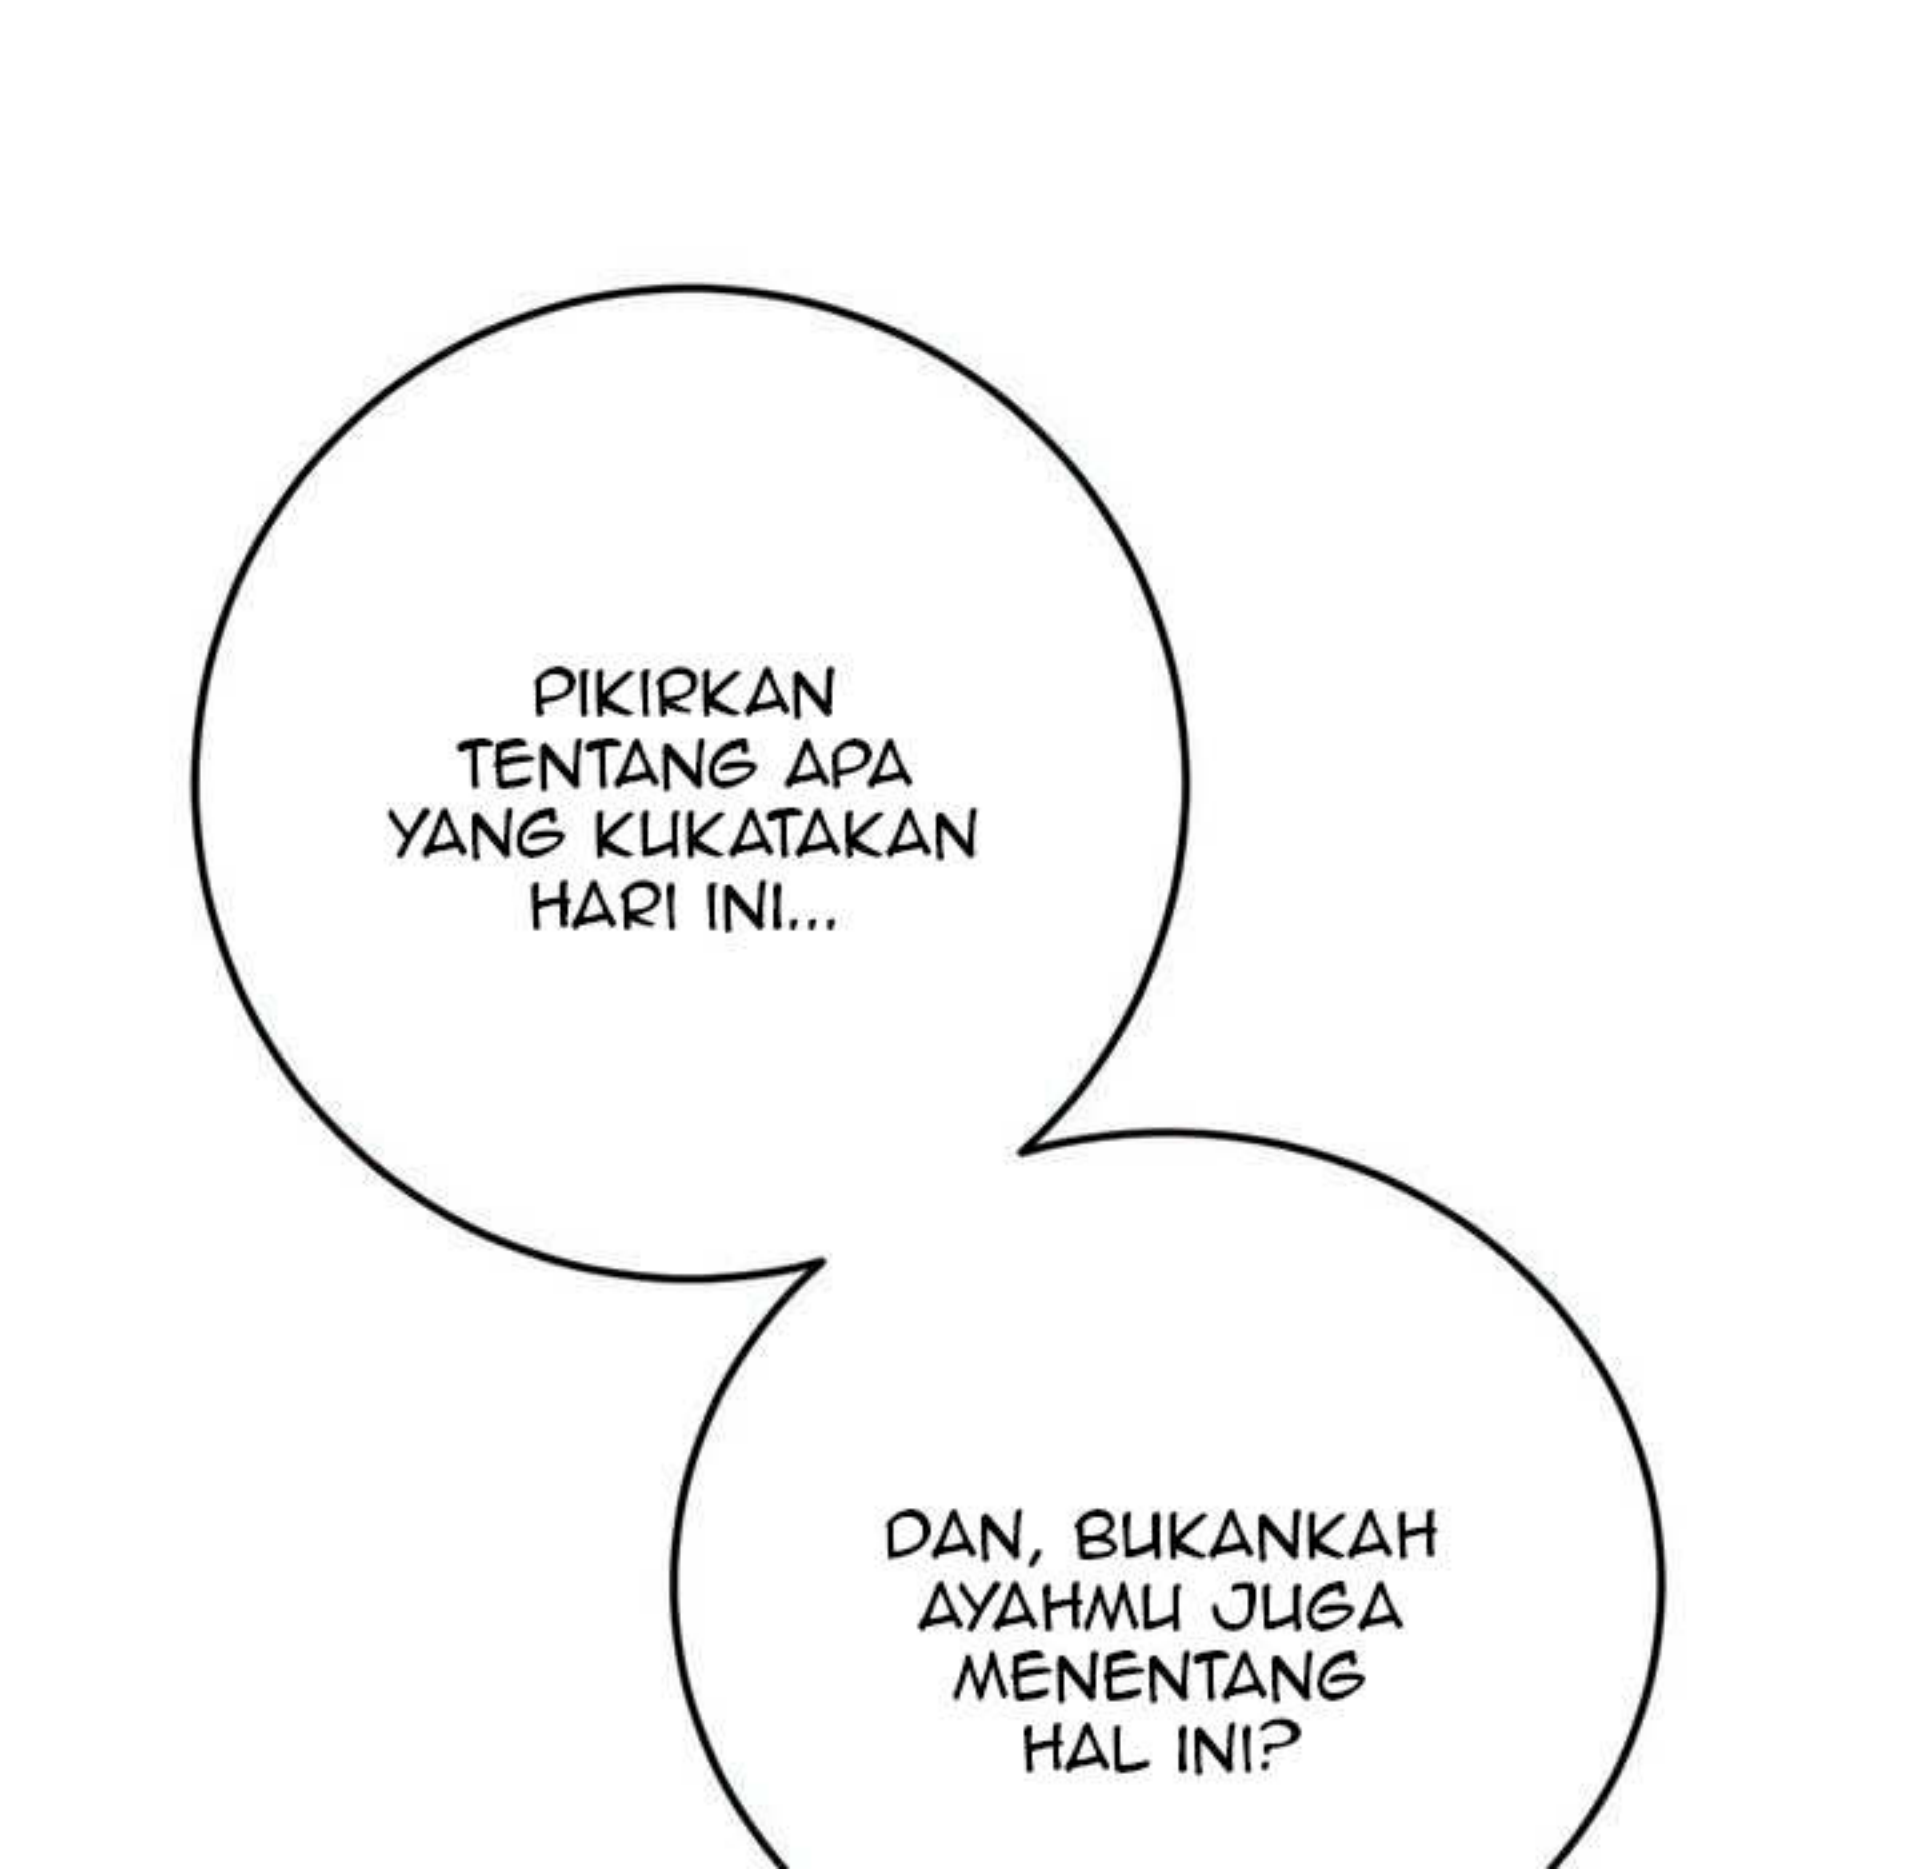 PIKIRKAN
TENTANG APA
YANG KUKATAKAN
HARI INI...
DAN, BUKANKAH
AYAHMU JUGA
MENENTANG
HAL INI?